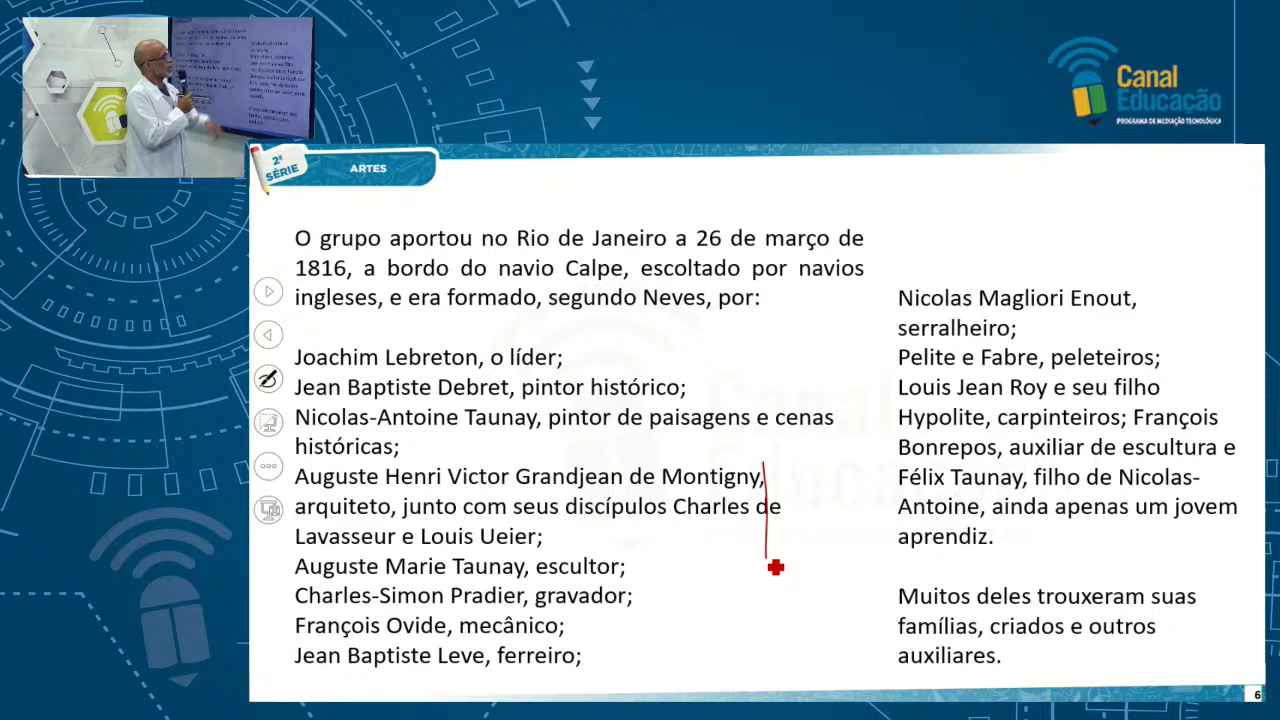 Canal
Educação
PROGRAMA DE MEDIAÇÃO TECNOLÓGICA
2ª
SÉRIE
ARTES
O grupo aportou no Rio de Janeiro a 26 de março de
1816, a bordo do navio Calpe, escoltado por navios
ingleses, e era formado, segundo Neves, por:
Joachim Lebreton, o líder;
Jean Baptiste Debret, pintor histórico;
Nicolas-Antoine Taunay, pintor de paisagens e cenas
históricas;
Auguste Henri Victor Grandjean de Montigny,
arquiteto, junto com seus discípulos Charles de
Lavasseur e Louis Ueier;
Auguste Marie Taunay, escultor;
Charles-Simon Pradier, gravador;
François Ovide, mecânico;
Jean Baptiste Leve, ferreiro;
Nicolas Magliori Enout,
serralheiro;
Pelite e Fabre, peleteiros;
Louis Jean Roy e seu filho
Hypolite, carpinteiros; François
Bonrepos, auxiliar de escultura e
Félix Taunay, filho de Nicolas-
Antoine, ainda apenas um jovem
aprendiz.
Muitos deles trouxeram suas
famílias, criados e outros
auxiliares.
6